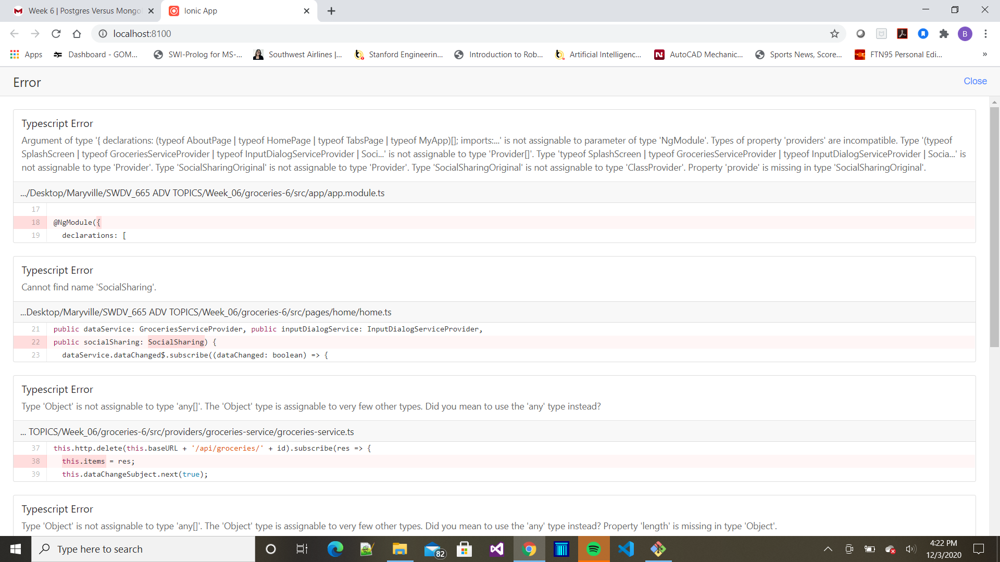 Week 6 | Postgres Versus Mongo
Ionic App
localhost:8100
B
Apps
Dashboard - GOM...
SWI-Prolog for MS-...
Southwest Airlines |...
Stanford Engineerin...
Introduction to Rob...
Artificial Intelligenc...
AutoCAD Mechanic...
Sports News, Score...
FTN95 Personal Edi...
»
Error
Close
Typescript Error
Argument of type '{ declarations: (typeof AboutPage | typeof HomePage | typeof TabsPage | typeof MyApp)[]; imports:...' is not assignable to parameter of type 'NgModule'. Types of property 'providers' are incompatible. Type '(typeof
SplashScreen | typeof GroceriesServiceProvider | typeof InputDialogServiceProvider | Soci...' is not assignable to type 'Provider[]'. Type 'typeof SplashScreen | typeof GroceriesServiceProvider | typeof InputDialogServiceProvider | Socia...' is
not assignable to type 'Provider'. Type 'SocialSharingOriginal' is not assignable to type 'Provider'. Type 'SocialSharingOriginal' is not assignable to type 'ClassProvider'. Property 'provide' is missing in type 'SocialSharingOriginal'.
.../Desktop/Maryville/SWDV_665 ADV TOPICS/Week_06/groceries-6/src/app/app.module.ts
17
18 @NgModule({
19 declarations: [
Typescript Error
Cannot find name 'SocialSharing'.
...Desktop/Maryville/SWDV_665 ADV TOPICS/Week_06/groceries-6/src/pages/home/home.ts
21 public dataService: GroceriesServiceProvider, public inputDialogService: InputDialogServiceProvider,
22 public socialSharing: SocialSharing) {
23 dataService.dataChanged$.subscribe((dataChanged: boolean) => {
Typescript Error
Type 'Object' is not assignable to type 'any[]'. The 'Object' type is assignable to very few other types. Did you mean to use the 'any' type instead?
... TOPICS/Week_06/groceries-6/src/providers/groceries-service/groceries-service.ts
37 this.http.delete(this.baseURL + '/api/groceries/' + id).subscribe(res => {
38 this.items = res;
39 this.dataChangeSubject.next(true);
Typescript Error
Type 'Object' is not assignable to type 'any[]'. The 'Object' type is assignable to very few other types. Did you mean to use the 'any' type instead? Property 'length' is missing in type 'Object'.
Type here to search
82
4:22 PM
12/3/2020